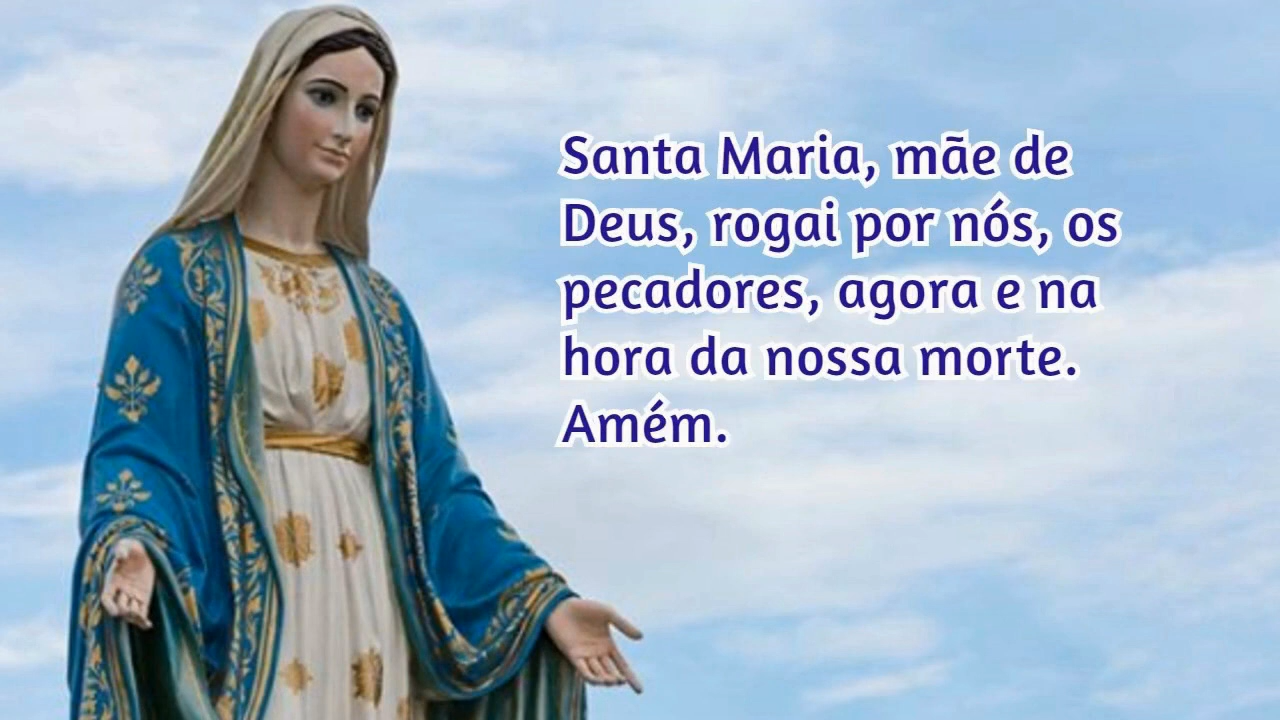 Santa Maria, mãe de
Deus, rogai por nós, os
pecadores, agora e na
hora da nossa morte.
Amém.